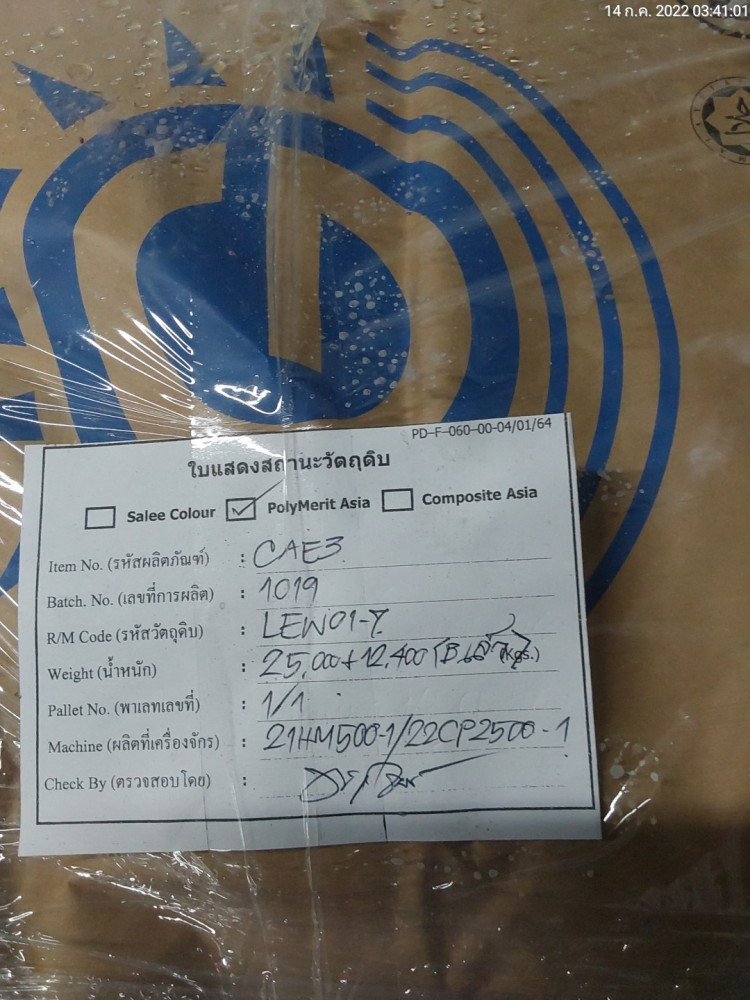 14 ก.ค. 2022 03:41:01
PD-F-060-00-04/01/64
ใบแสดงสถานะวัตถุดิบ
Salee Colour PolyMerit Asia Composite Asia
Item No. (รหัสผลิตภัณฑ์) : CAE3
Batch. No. (เลขที่การผลิต) : 1019
R/M Code (รหัสวัตถุดิบ) : LEW01-Y
Weight (น้ำหนัก) : 25.00+12.400 (Kgs.)
Pallet No. (พาเลทเลขที่) : 1/1
Machine (ผลิตที่เครื่องจักร) : 21HM500-1/22CP2500-1
Check By (ตรวจสอบโดย) :